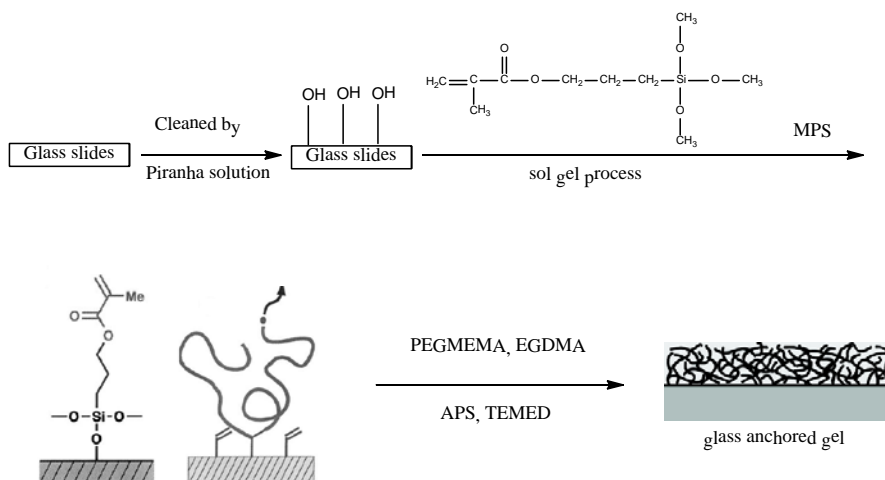 O
H₂C
C
C
O
CH₂
CH₂
CH₂
Si
O
CH₃
CH₃
O
CH₃
O
CH₃
OH
OH
OH
Cleaned by
Glass slides
Piranha solution
Glass slides
sol gel process
MPS
Me
O
O
O
Si
O
O
PEGMEMA, EGDMA
APS, TEMED
glass anchored gel